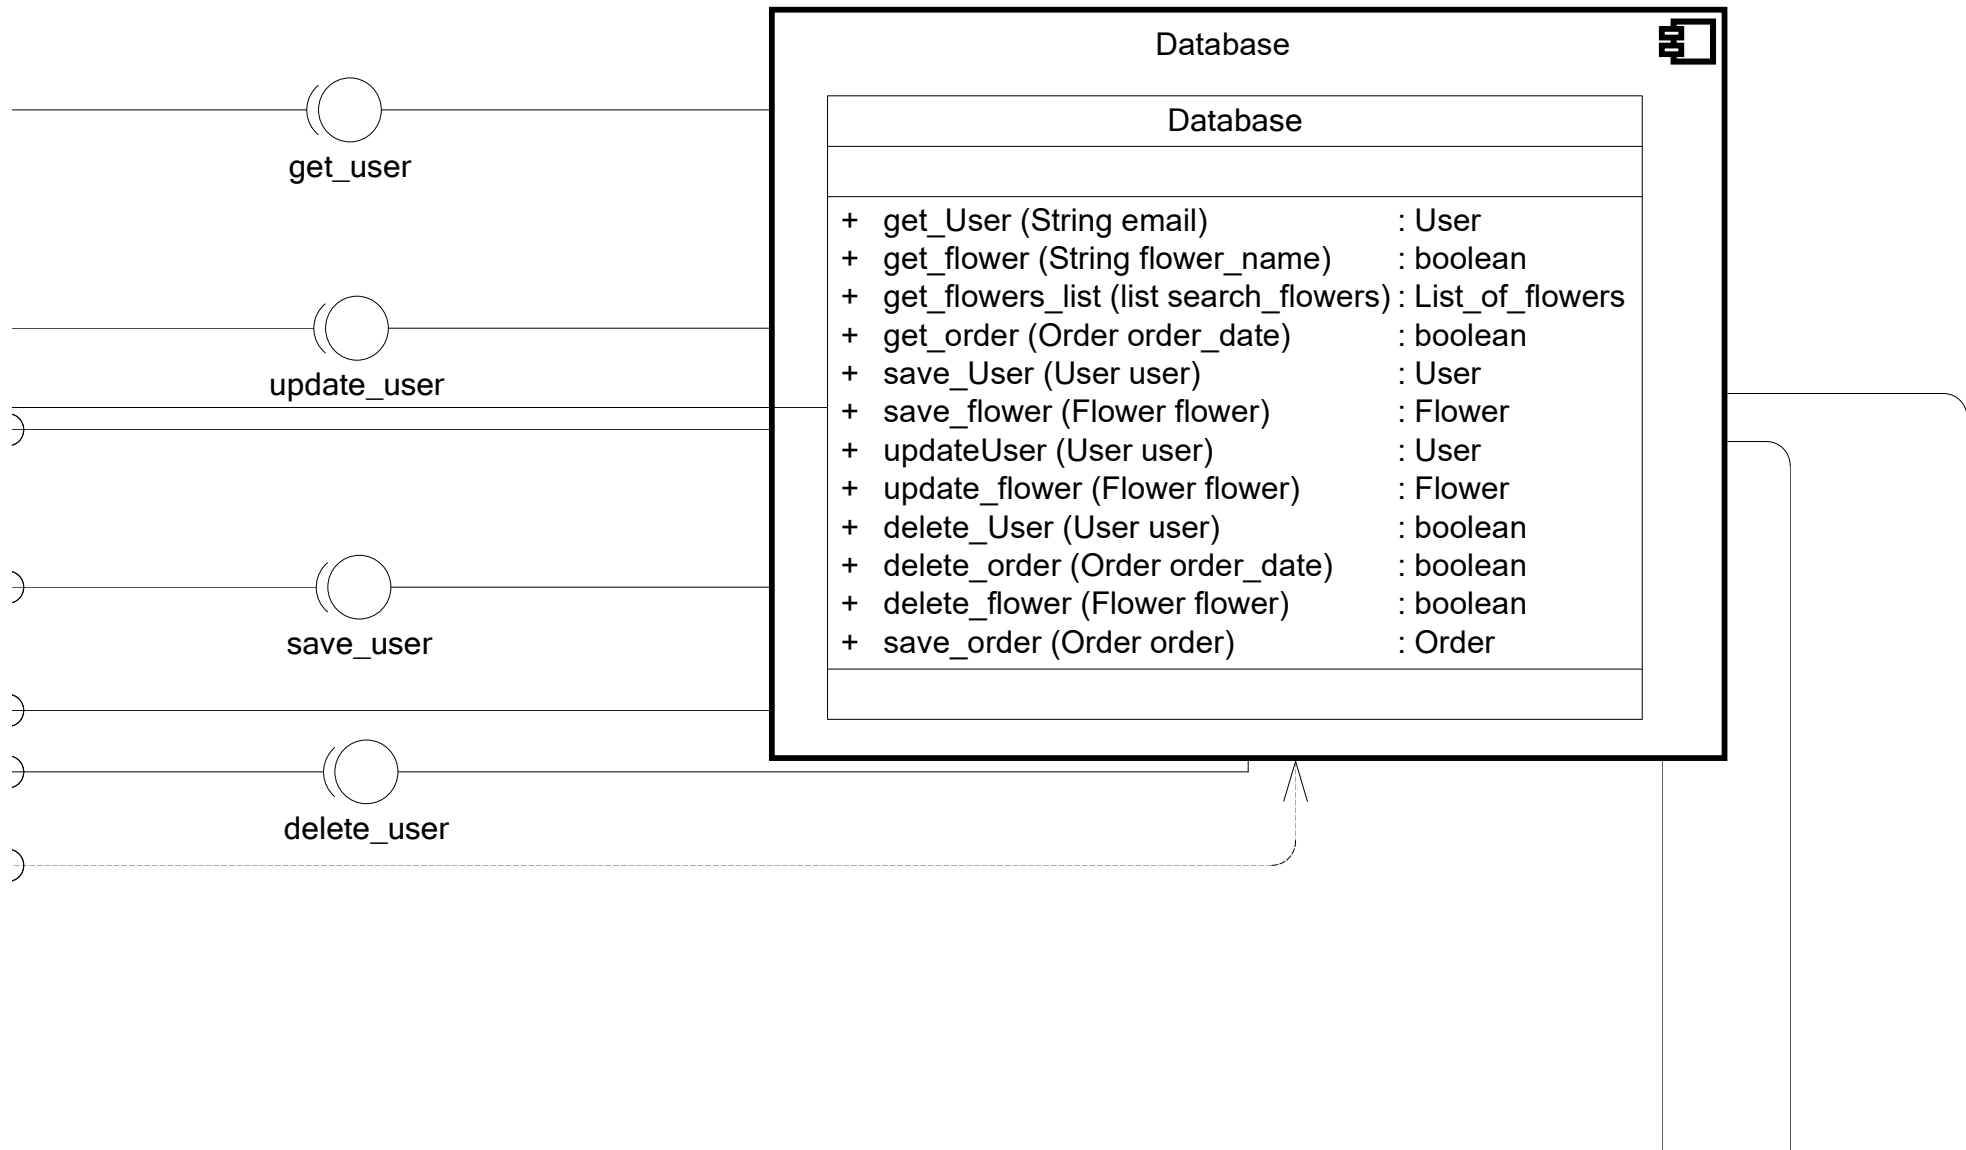 Database
Database
get_user
+ get_User (String email) : User
+ get_flower (String flower_name) : boolean
+ get_flowers_list (list search_flowers) : List_of_flowers
+ get_order (Order order_date) : boolean
+ save_User (User user) : User
+ save_flower (Flower flower) : Flower
+ updateUser (User user) : User
+ update_flower (Flower flower) : Flower
+ delete_User (User user) : boolean
+ delete_order (Order order_date) : boolean
+ delete_flower (Flower flower) : boolean
+ save_order (Order order) : Order
update_user
save_user
delete_user